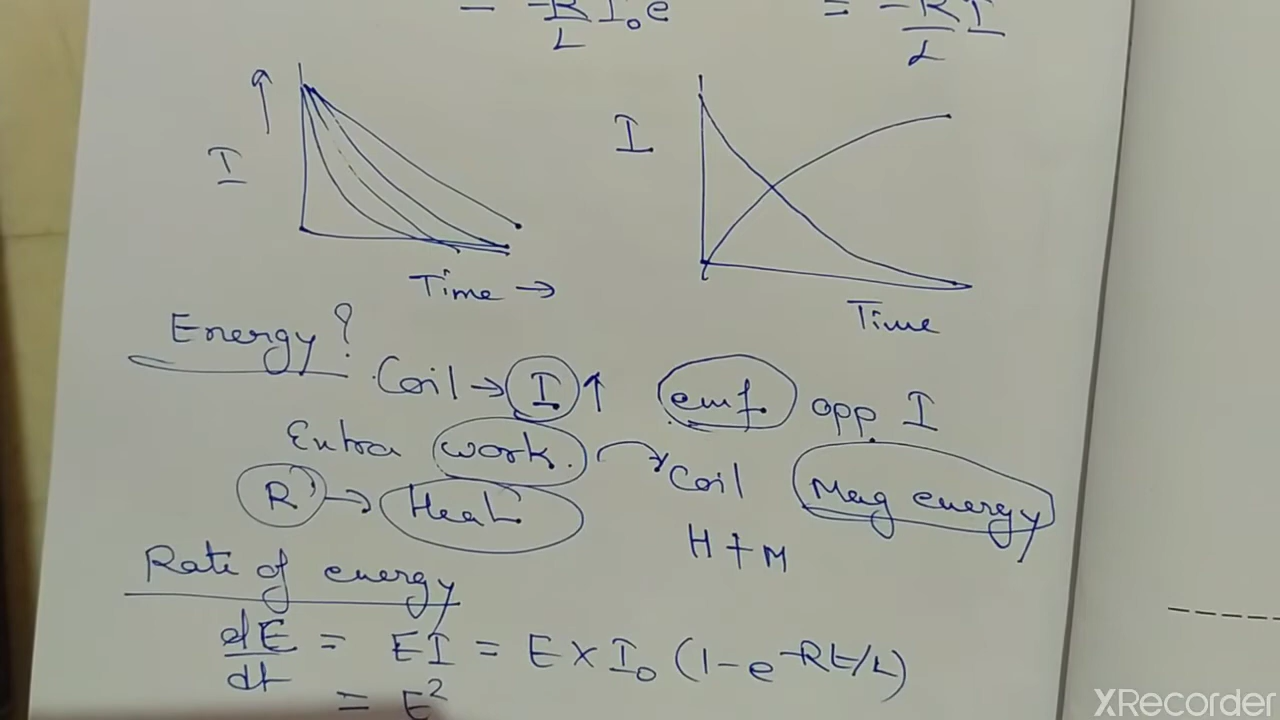 = -R/L I₀e = -R/L I
I I
Time → Time
Energy?
Coil → I ↑ emf. opp I
Extra work. → Coil Mag energy
R → Heat H + M
Rate of energy
dE/dt = EI = E × I₀ (1 - e^-Rt/L)
= E²
XRecorder